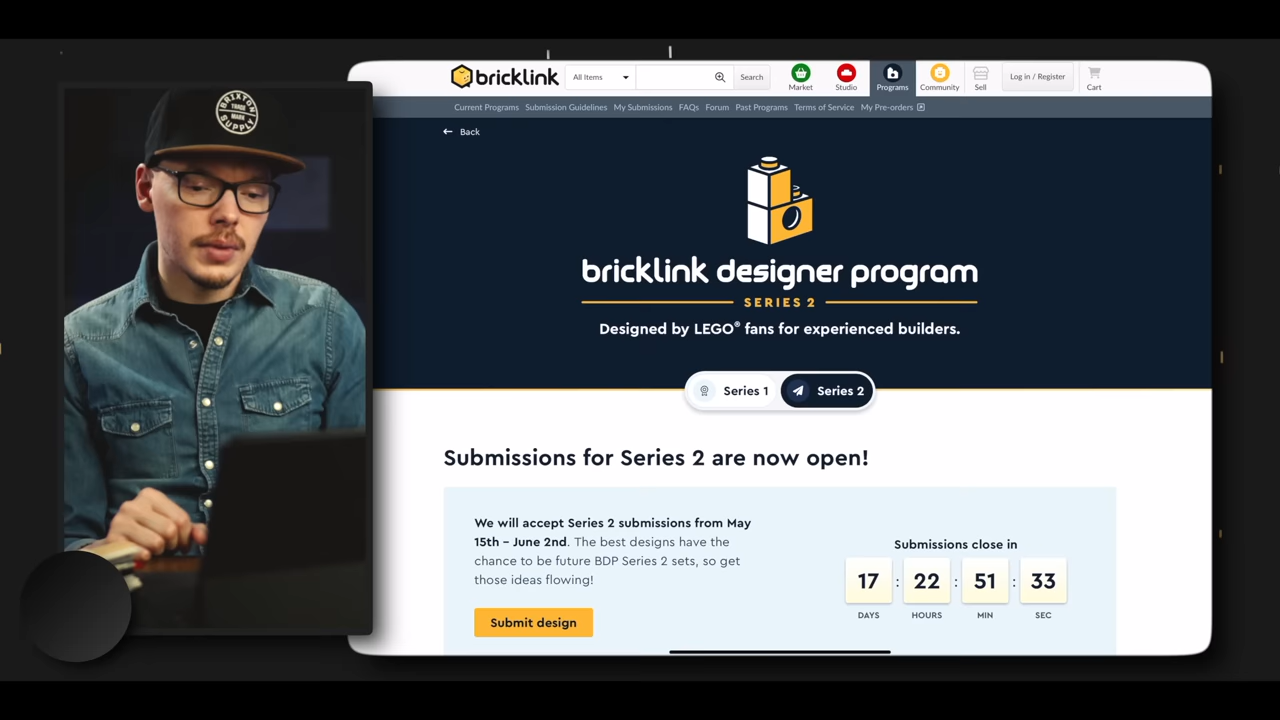 BRIXTON
TRADE
MARK
SUPPLY
bricklink
All Items
Search
Market
Studio
Programs
Community
Sell
Log in / Register
Cart
Current Programs Submission Guidelines My Submissions FAQs Forum Past Programs Terms of Service My Pre-orders
← Back
bricklink designer program
SERIES 2
Designed by LEGO® fans for experienced builders.
Series 1
Series 2
Submissions for Series 2 are now open!
We will accept Series 2 submissions from May
15th – June 2nd. The best designs have the
chance to be future BDP Series 2 sets, so get
those ideas flowing!
Submit design
Submissions close in
17 : 22 : 51 : 33
DAYS HOURS MIN SEC